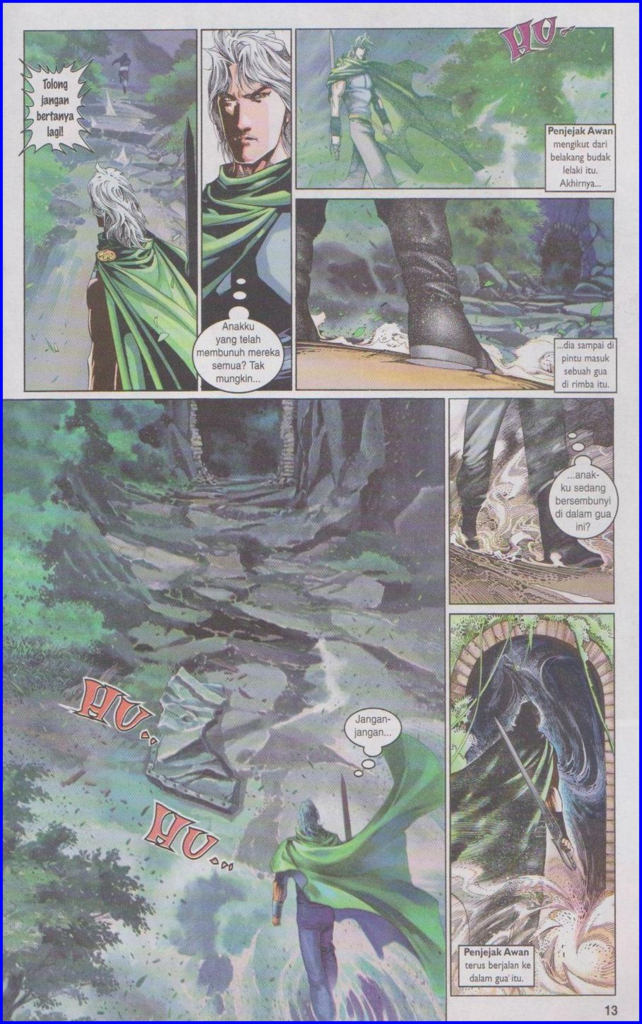 Tolong
jangan
bertanya
lagi!
Anakku
yang telah
membunuh mereka
semua? Tak
mungkin...
HU..
Penjejak Awan
mengikut dari
belakang budak
lelaki itu.
Akhirnya...
...dia sampai di
pintu masuk
sebuah gua
di rimba itu.
HU..
HU...
Jangan-
jangan...
...anak-
ku sedang
bersembunyi
di dalam gua
ini?
Penjejak Awan
terus berjalan ke
dalam gua itu.
13